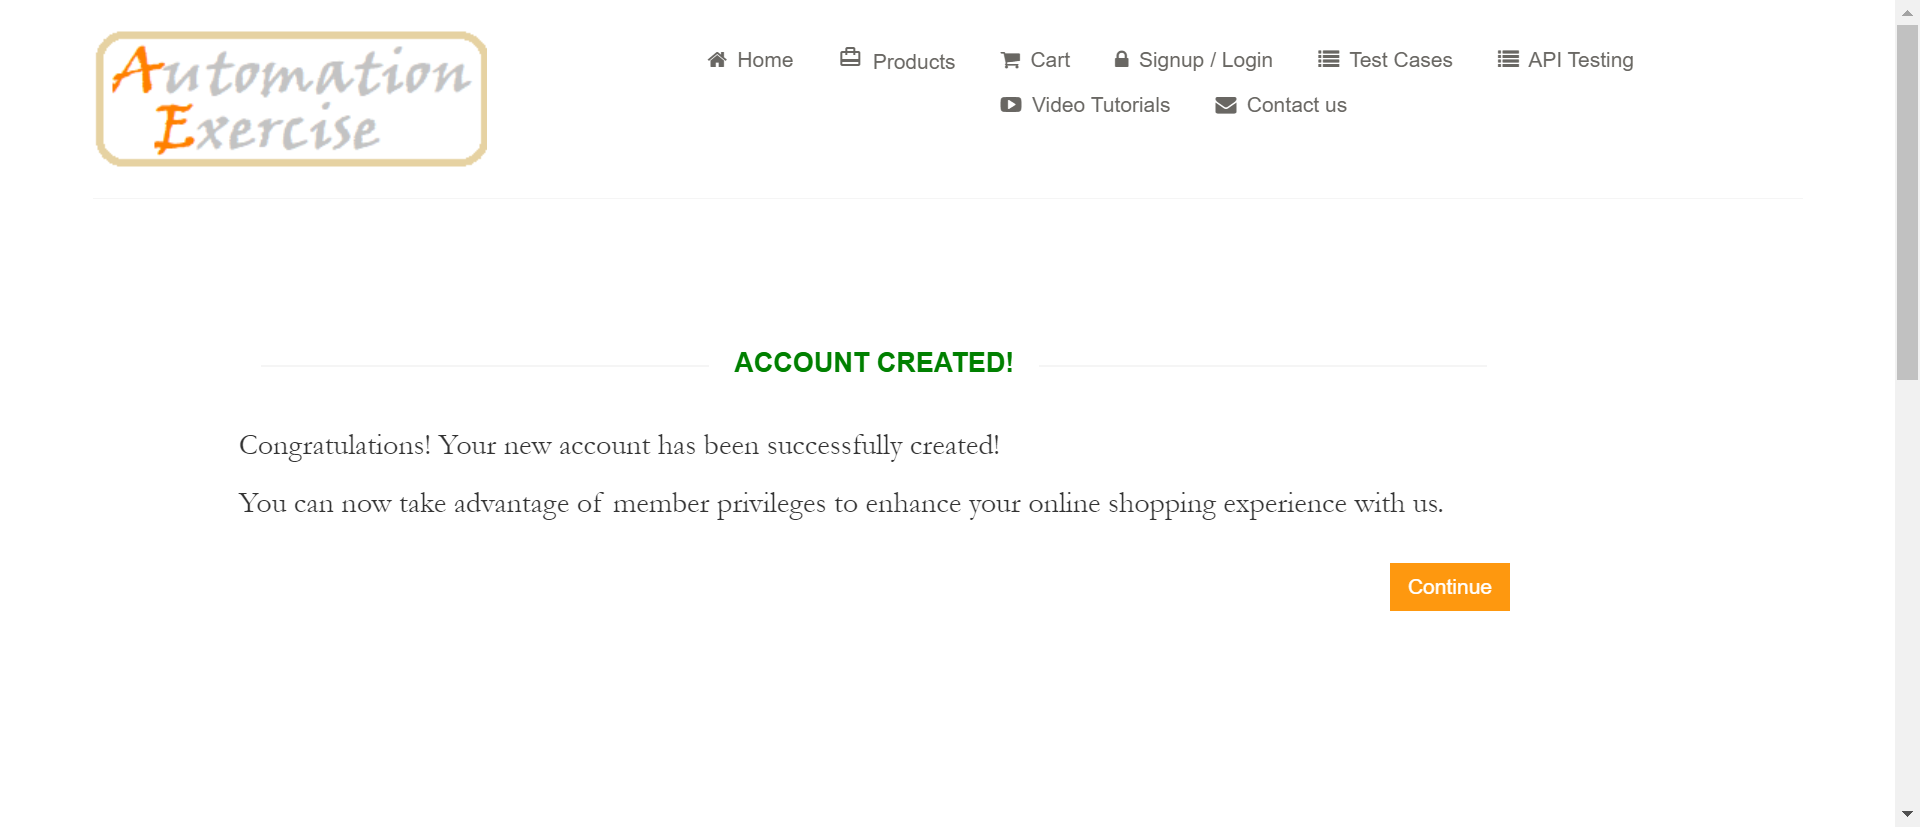 Automation
Exercise
Home Products Cart Signup / Login Test Cases API Testing
Video Tutorials Contact us
ACCOUNT CREATED!
Congratulations! Your new account has been successfully created!
You can now take advantage of member privileges to enhance your online shopping experience with us.
Continue